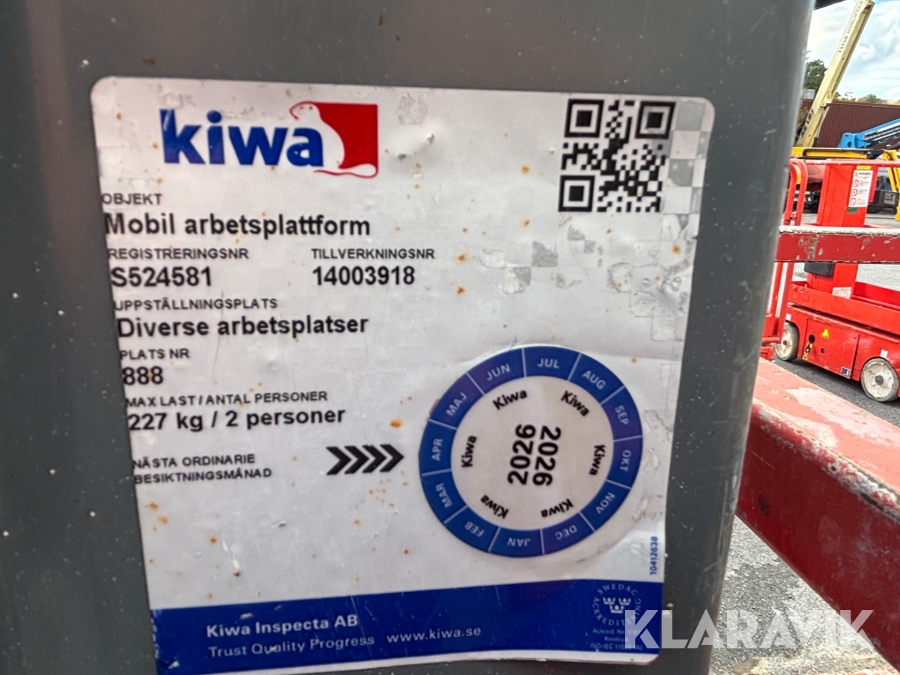 kiwa
OBJEKT
Mobil arbetsplattform
REGISTRERINGSNR TILLVERKNINGSNR
S524581 14003918
UPPSTÄLLNINGSPLATS
Diverse arbetsplatser
PLATS NR
888
MAX LAST / ANTAL PERSONER
227 kg / 2 personer
NÄSTA ORDINARIE
BESIKTNINGSMÅNAD
JAN FEB MAR APR MAJ JUN JUL AUG SEP OKT NOV DEC
Kiwa Kiwa Kiwa Kiwa Kiwa Kiwa
2026
2026
10412638
Kiwa Inspecta AB
Trust Quality Progress www.kiwa.se
SWEDAC
KLARAVIK